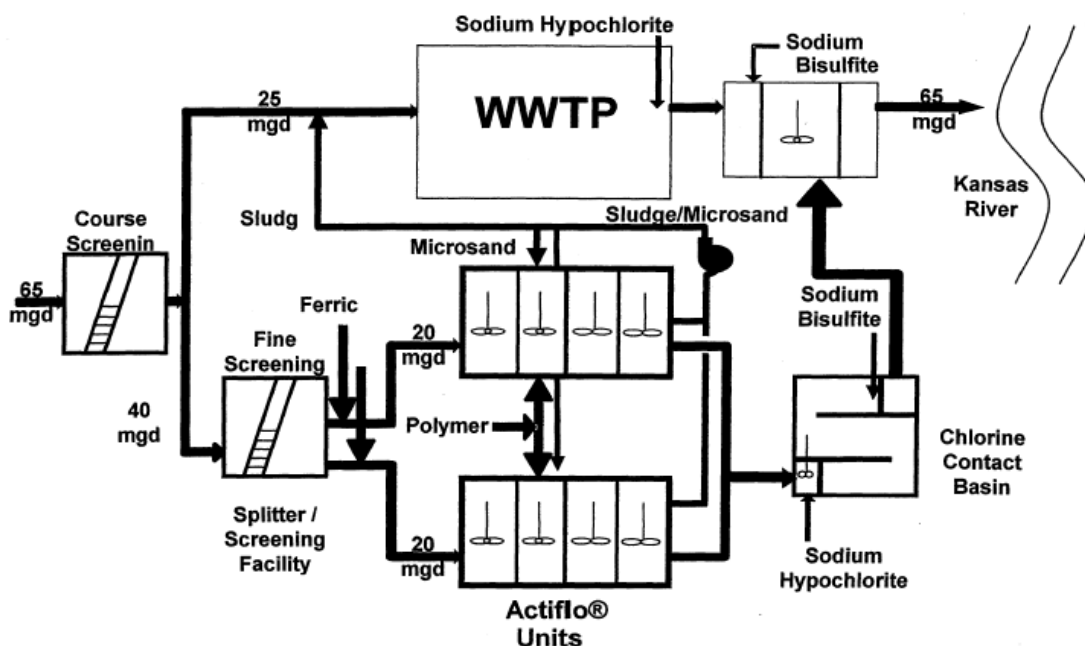 Sodium Hypochlorite
Sodium
Bisulfite
25
mgd
WWTP
65
mgd
Kansas
River
Sludg
Sludge/Microsand
Microsand
Course
Screenin
65
mgd
Ferric
Fine
Screening
20
mgd
40
mgd
Polymer
Sodium
Bisulfite
Chlorine
Contact
Basin
Splitter /
Screening
Facility
20
mgd
Sodium
Hypochlorite
Actiflo®
Units